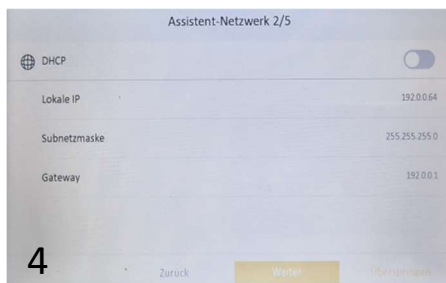 Assistent-Netzwerk 2/5
DHCP
Lokale IP 192.0.0.64
Subnetzmaske 255.255.255.0
Gateway 192.0.0.1
4
Zurück Weiter Überspringen